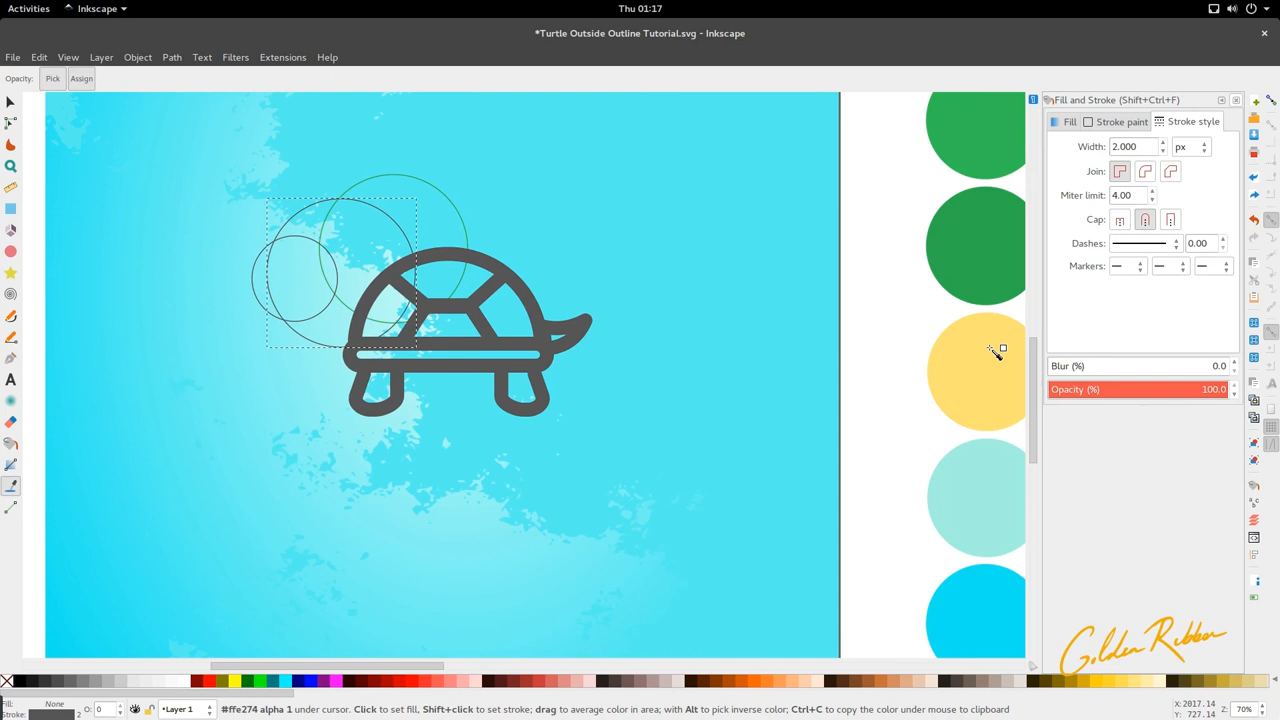 Activities Inkscape Thu 01:17
*Turtle Outside Outline Tutorial.svg - Inkscape
File Edit View Layer Object Path Text Filters Extensions Help
Opacity: Pick Assign
Fill and Stroke (Shift+Ctrl+F)
Fill Stroke paint Stroke style
Width: 2.000 px
Join:
Miter limit: 4.00
Cap:
Dashes: 0.00
Markers:
Blur (%) 0.0
Opacity (%) 100.0
Golden Ribbon
Fill: None
Stroke: 2 O: 0 •Layer 1 #ffe274 alpha 1 under cursor. Click to set fill, Shift+click to set stroke; drag to average color in area; with Alt to pick inverse color; Ctrl+C to copy the color under mouse to clipboard
X: 2017.14
Y: 727.14
Z: 70%